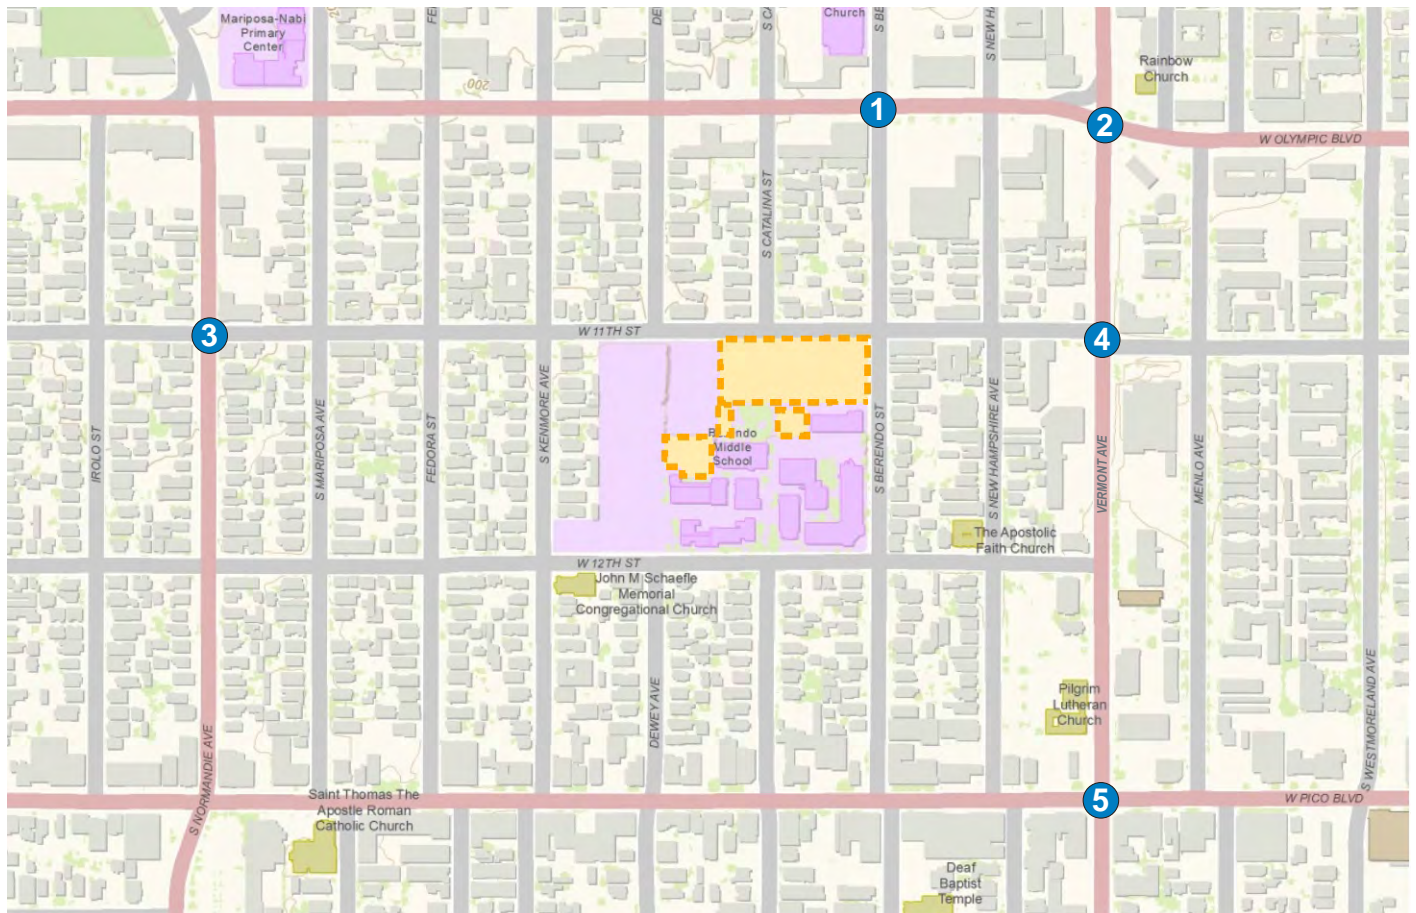 Mariposa-Nabi
Primary
Center
Church
Rainbow
Church
200
1
2
W OLYMPIC BLVD
S CATALINA ST
W 11TH ST
3
4
S KENMORE AVE
S MARIPOSA AVE
FEDORA ST
IROLO ST
S BERENDO ST
S NEW HAMPSHIRE AVE
VERMONT AVE
MENLO AVE
Middle
School
The Apostolic
Faith Church
W 12TH ST
John M Schaefle
Memorial
Congregational Church
DEWEY AVE
Pilgrim
Lutheran
Church
S WESTMORELAND AVE
S NORMANDIE AVE
5
W PICO BLVD
Saint Thomas The
Apostle Roman
Catholic Church
Deaf
Baptist
Temple